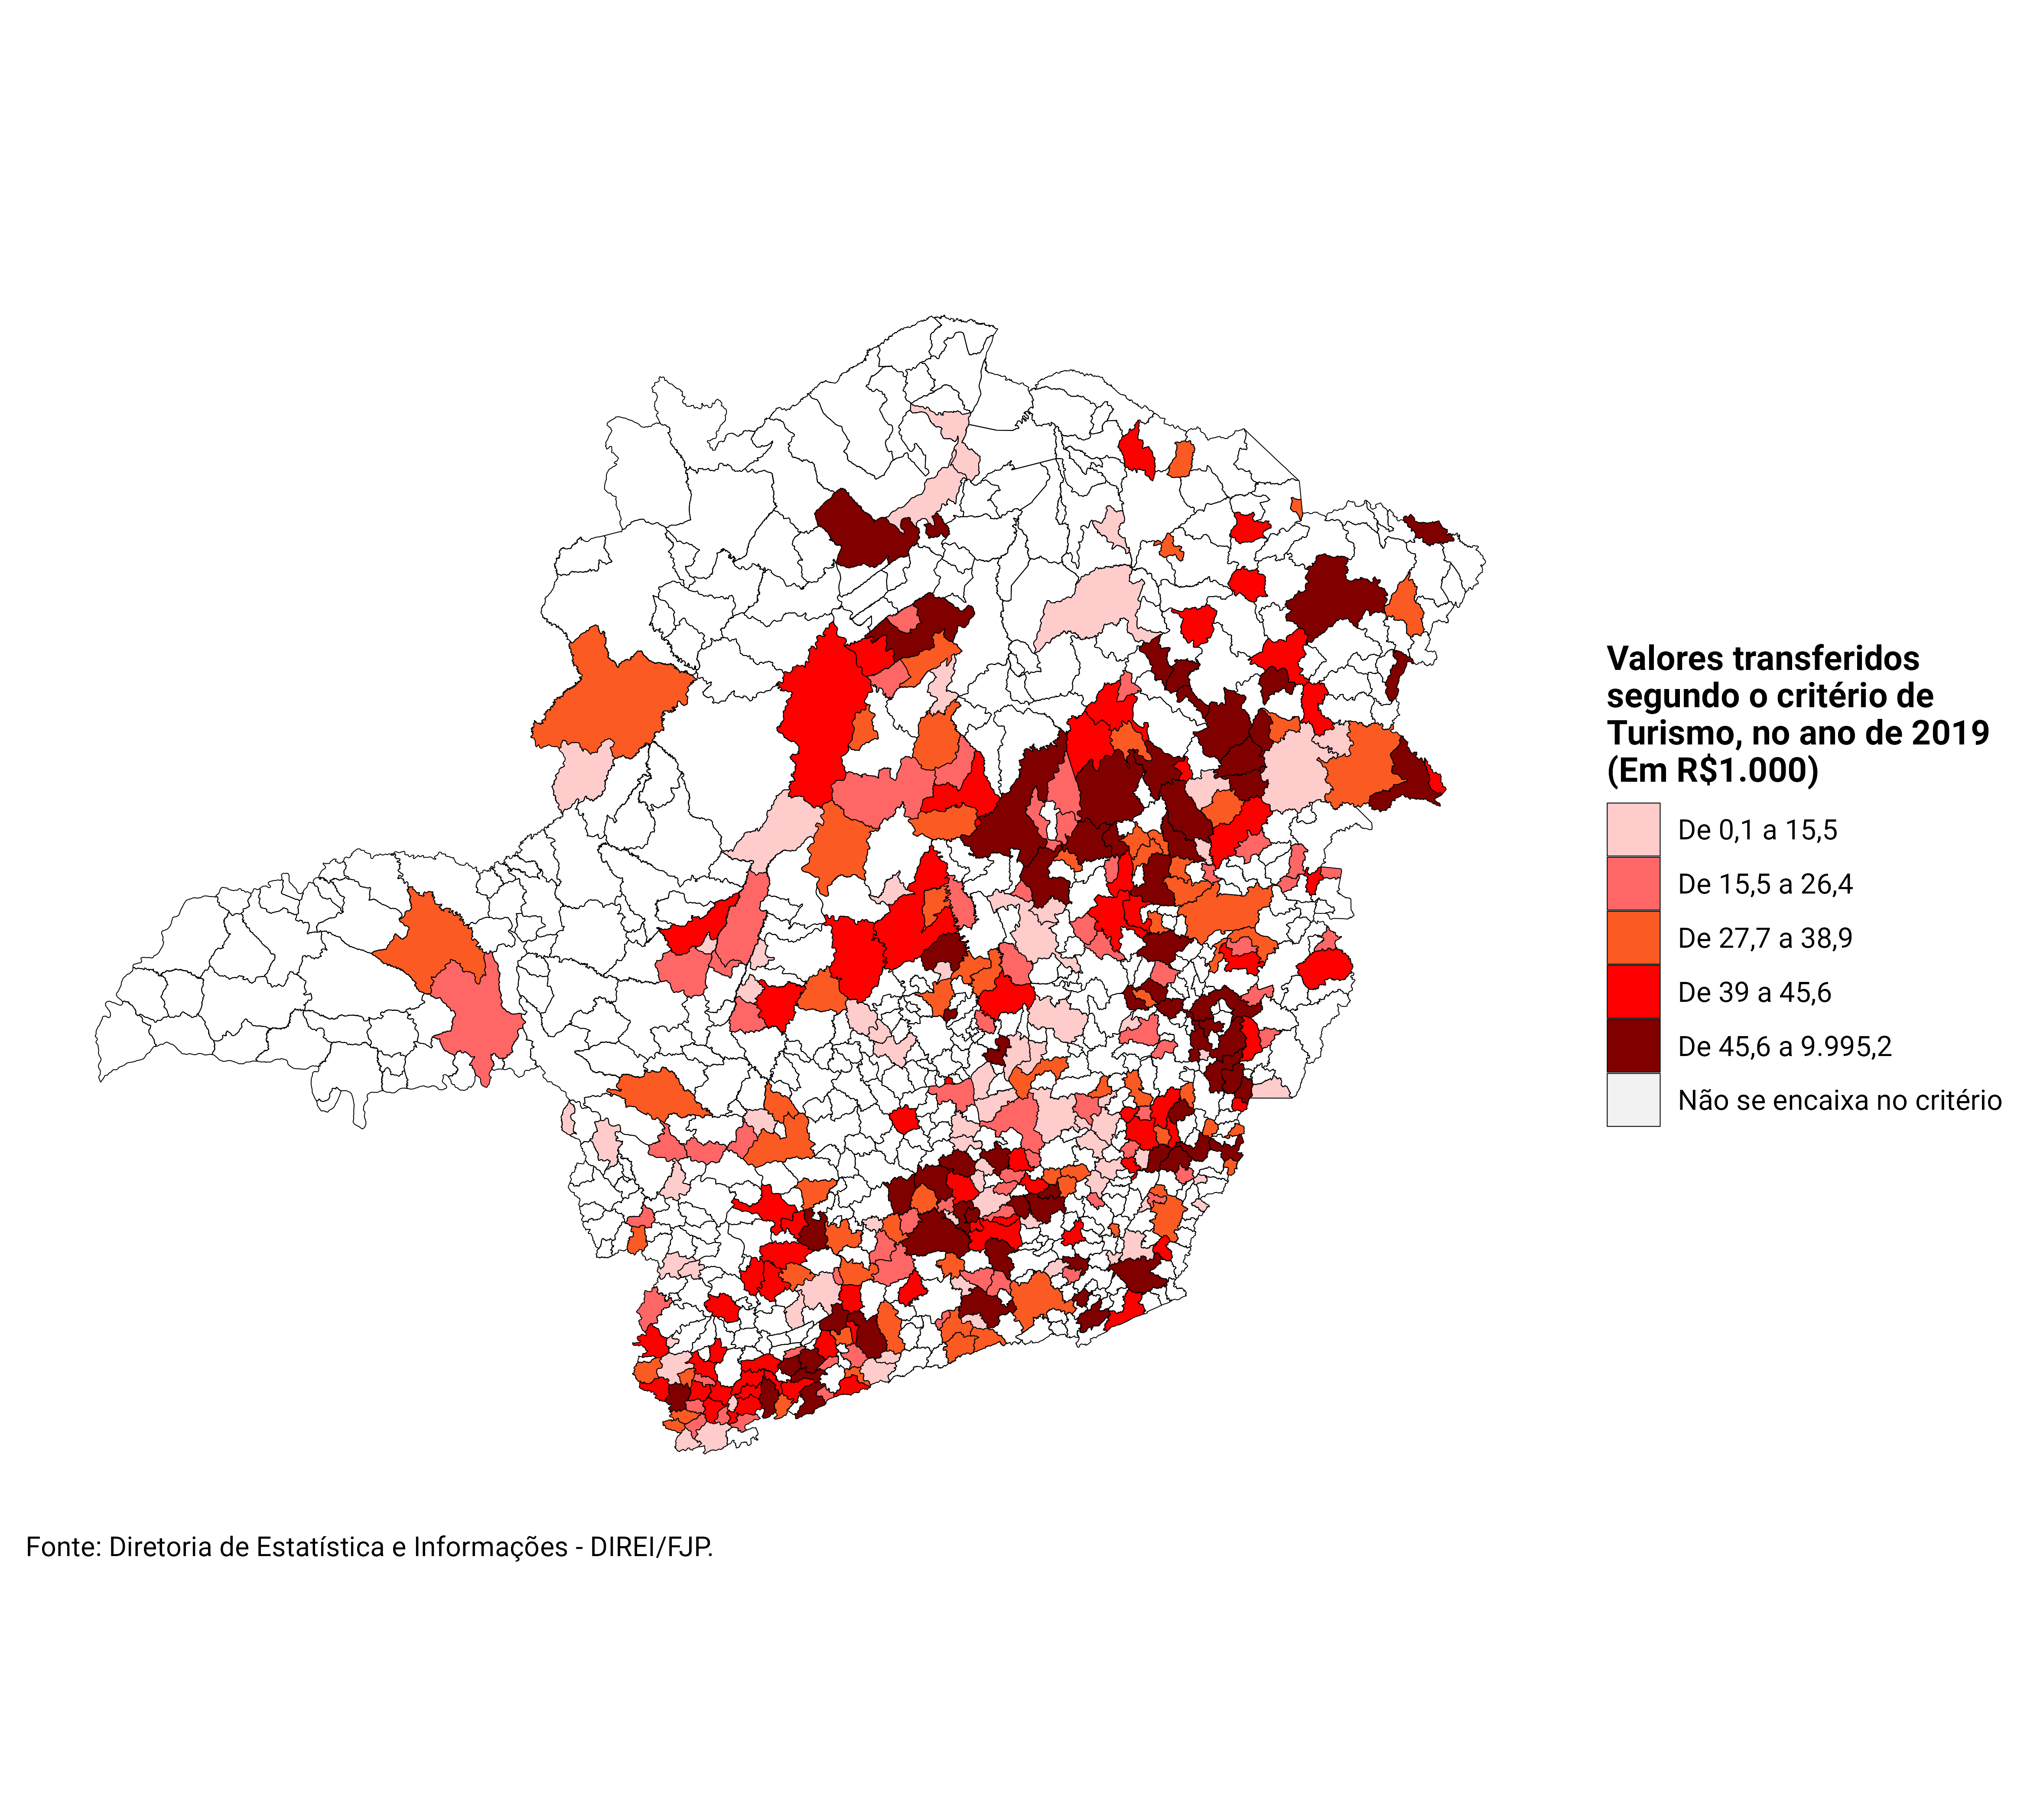 Valores transferidos
segundo o critério de
Turismo, no ano de 2019
(Em R$1.000)
De 0,1 a 15,5
De 15,5 a 26,4
De 27,7 a 38,9
De 39 a 45,6
De 45,6 a 9.995,2
Não se encaixa no critério
Fonte: Diretoria de Estatística e Informações - DIREI/FJP.